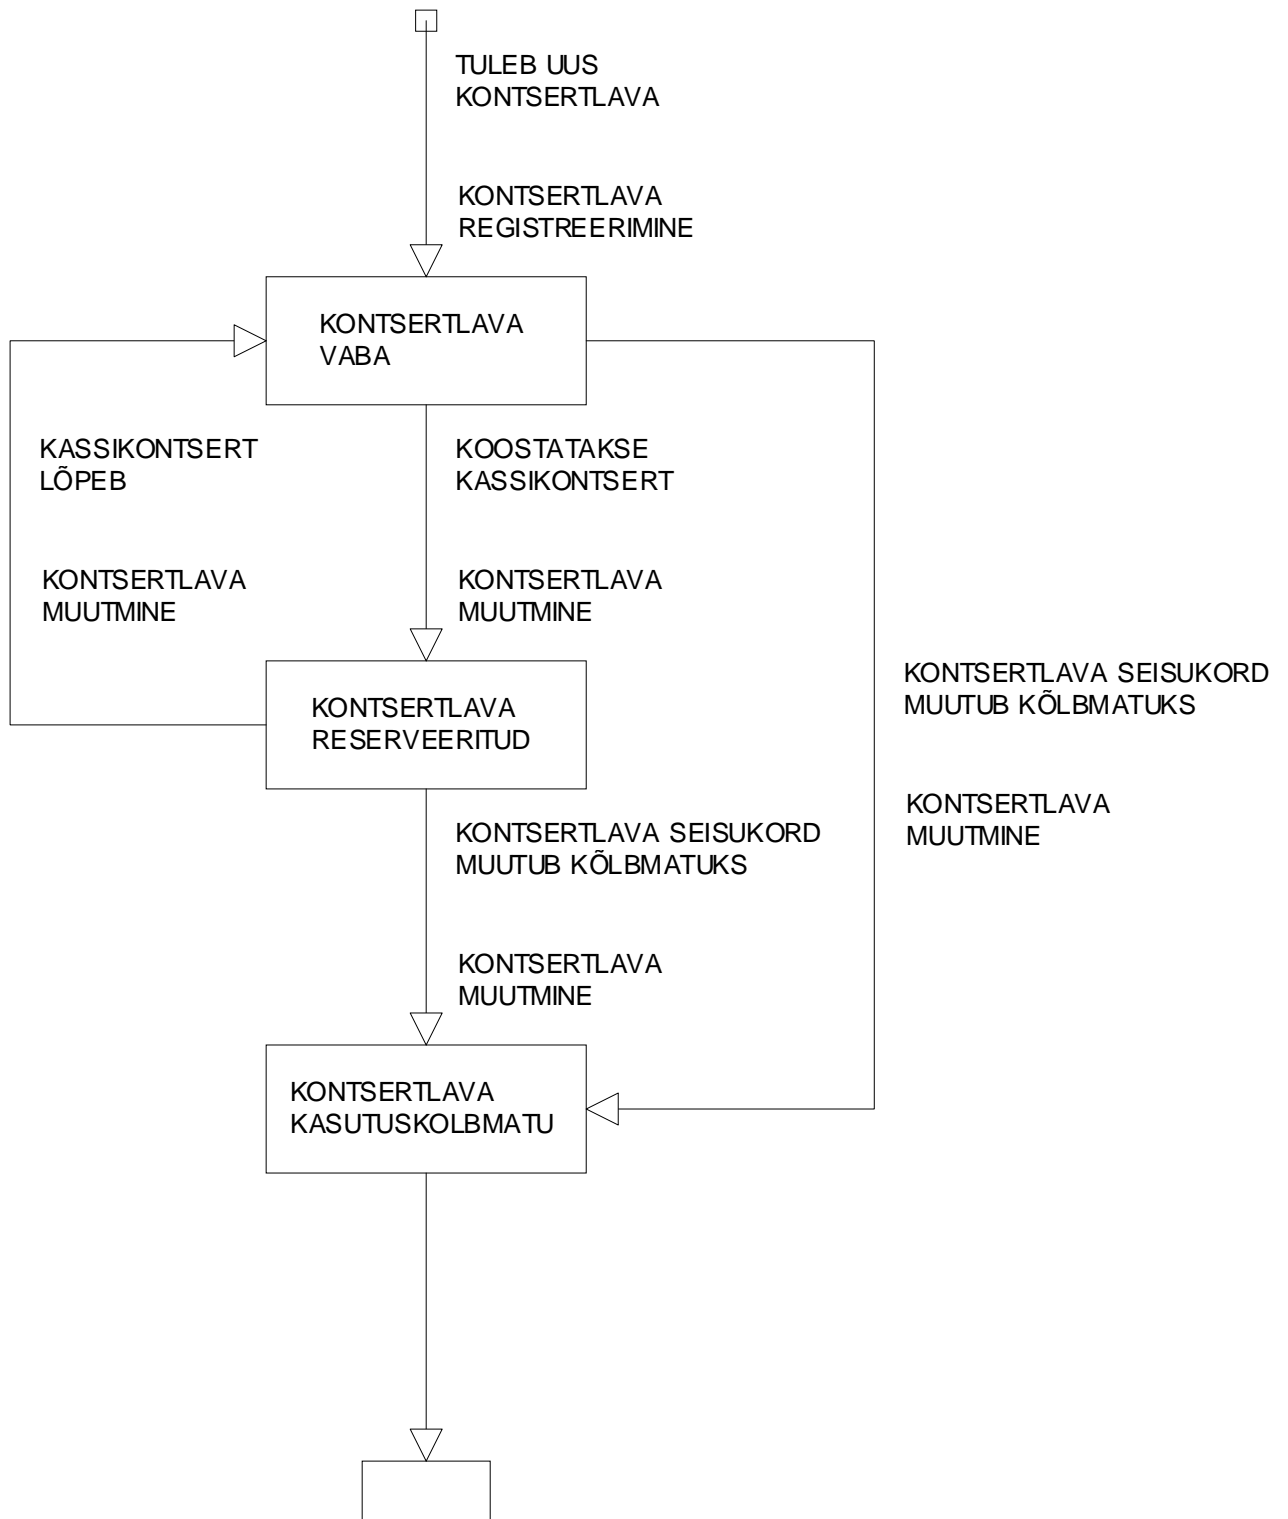 TULEB UUS
KONTSERTLAVA
KONTSERTLAVA
REGISTREERIMINE
KONTSERTLAVA
VABA
KASSIKONTSERT
LÕPEB
KOOSTATAKSE
KASSIKONTSERT
KONTSERTLAVA
MUUTMINE
KONTSERTLAVA
MUUTMINE
KONTSERTLAVA SEISUKORD
MUUTUB KÕLBMATUKS
KONTSERTLAVA
RESERVEERITUD
KONTSERTLAVA
MUUTMINE
KONTSERTLAVA SEISUKORD
MUUTUB KÕLBMATUKS
KONTSERTLAVA
MUUTMINE
KONTSERTLAVA
KASUTUSKOLBMATU